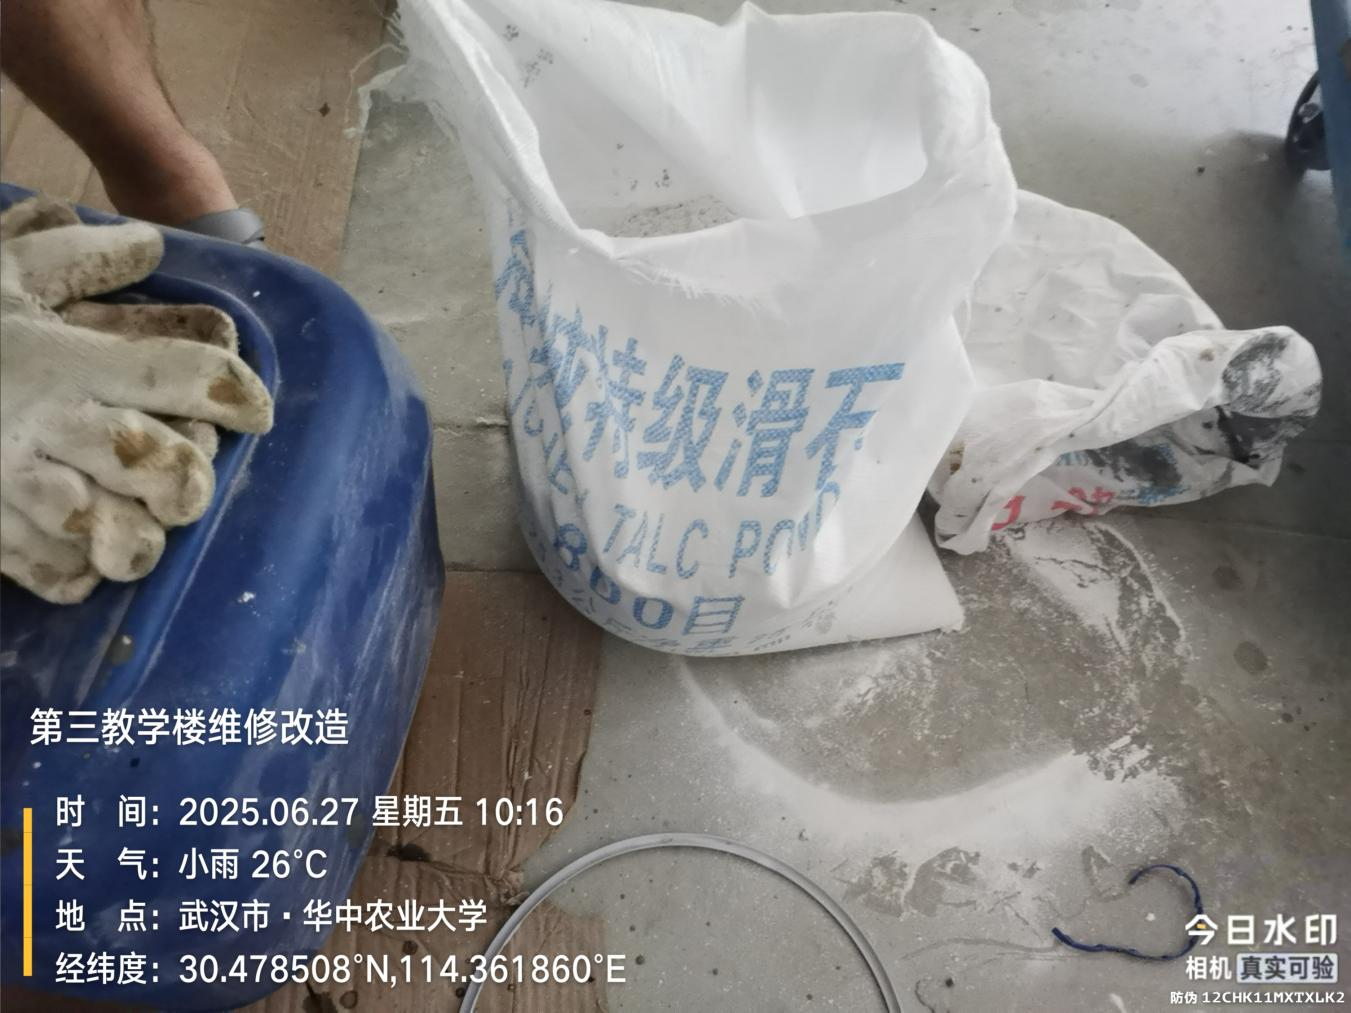 特级滑石
TALC POW
800目
第三教学楼维修改造
时 间：2025.06.27 星期五 10:16
天 气：小雨 26°C
地 点：武汉市·华中农业大学
经纬度：30.478508°N,114.361860°E
今日水印
相机 真实可验
防伪 12CHK11MXTXLK2